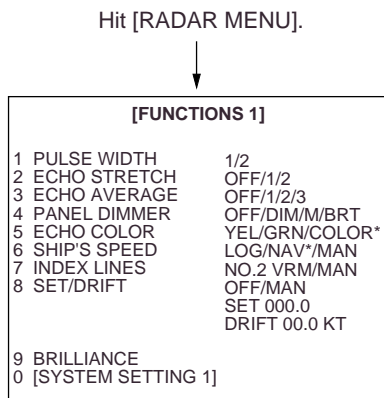 Hit [RADAR MENU].
[FUNCTIONS 1]
1 PULSE WIDTH 1/2
2 ECHO STRETCH OFF/1/2
3 ECHO AVERAGE OFF/1/2/3
4 PANEL DIMMER OFF/DIM/M/BRT
5 ECHO COLOR YEL/GRN/COLOR*
6 SHIP'S SPEED LOG/NAV*/MAN
7 INDEX LINES NO.2 VRM/MAN
8 SET/DRIFT OFF/MAN
SET 000.0
DRIFT 00.0 KT
9 BRILLIANCE
0 [SYSTEM SETTING 1]